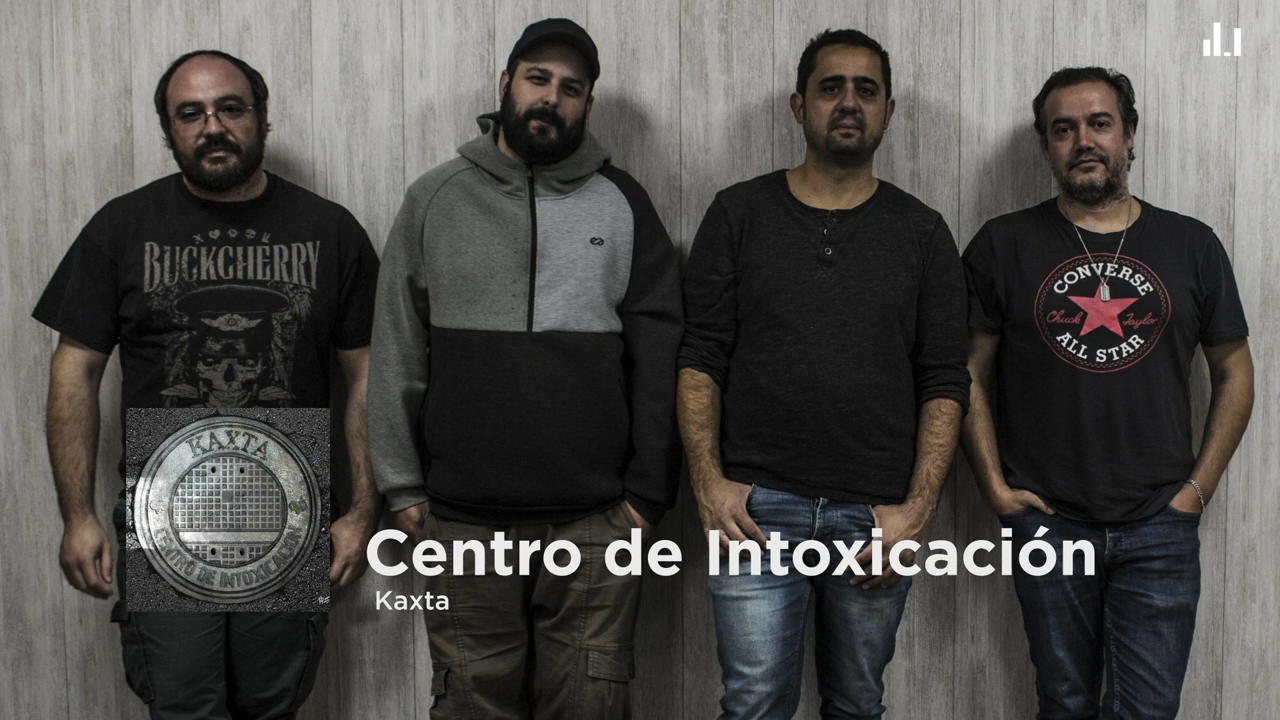 BUCKCHERRY
CONVERSE
Chuck Taylor
ALL STAR
KAXTA
CENTRO DE INTOXICACIÓN
Centro de Intoxicación
Kaxta